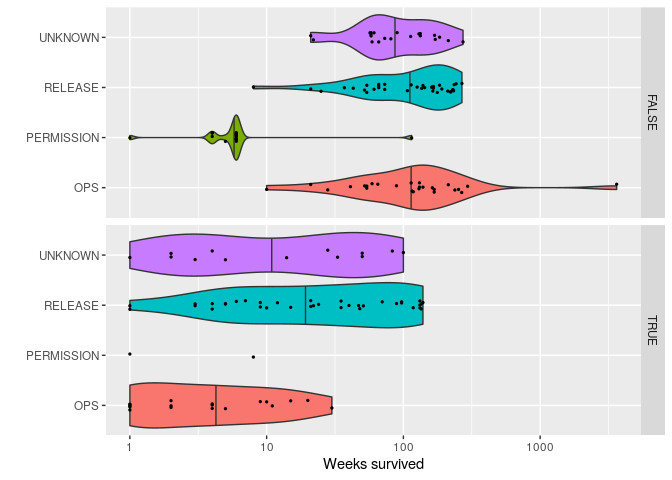 UNKNOWN
RELEASE
PERMISSION
OPS
FALSE
UNKNOWN
RELEASE
PERMISSION
OPS
TRUE
1 10 100 1000
Weeks survived